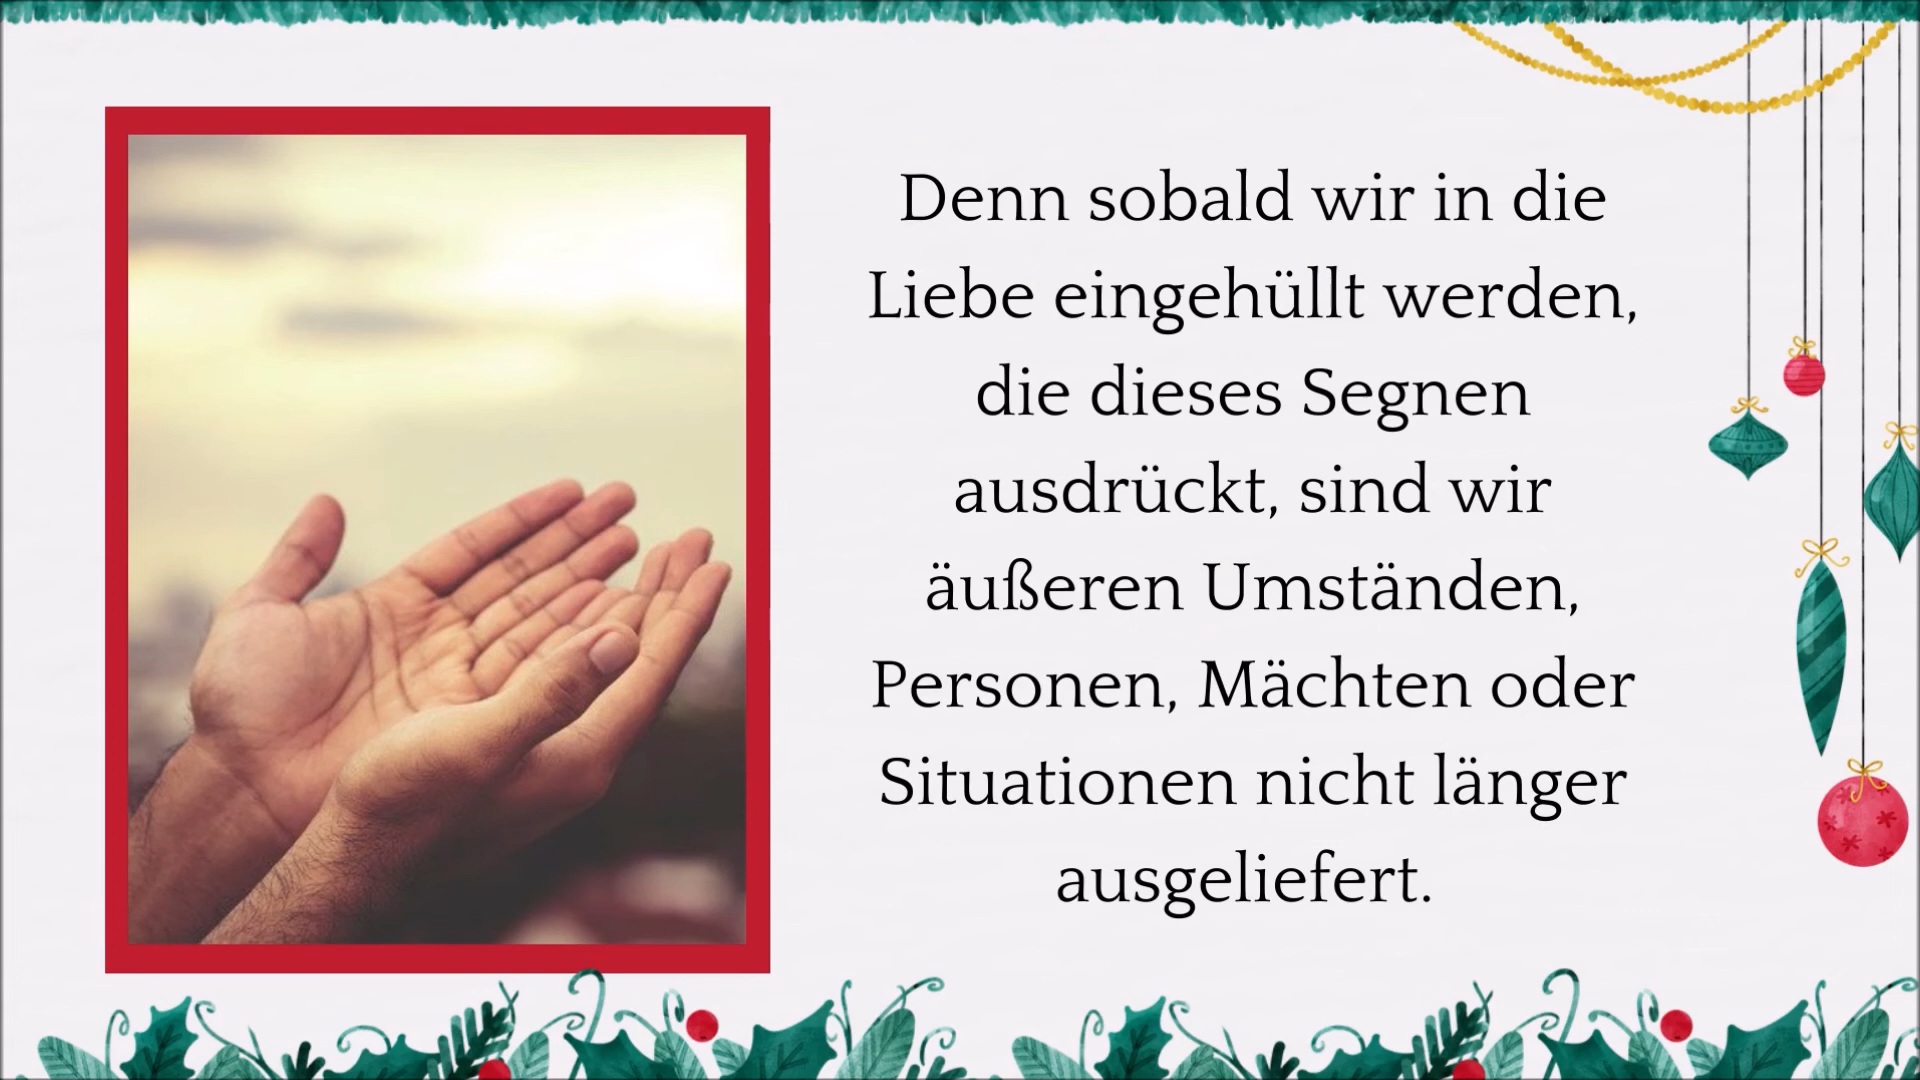 Denn sobald wir in die
Liebe eingehüllt werden,
die dieses Segnen
ausdrückt, sind wir
äußeren Umständen,
Personen, Mächten oder
Situationen nicht länger
ausgeliefert.